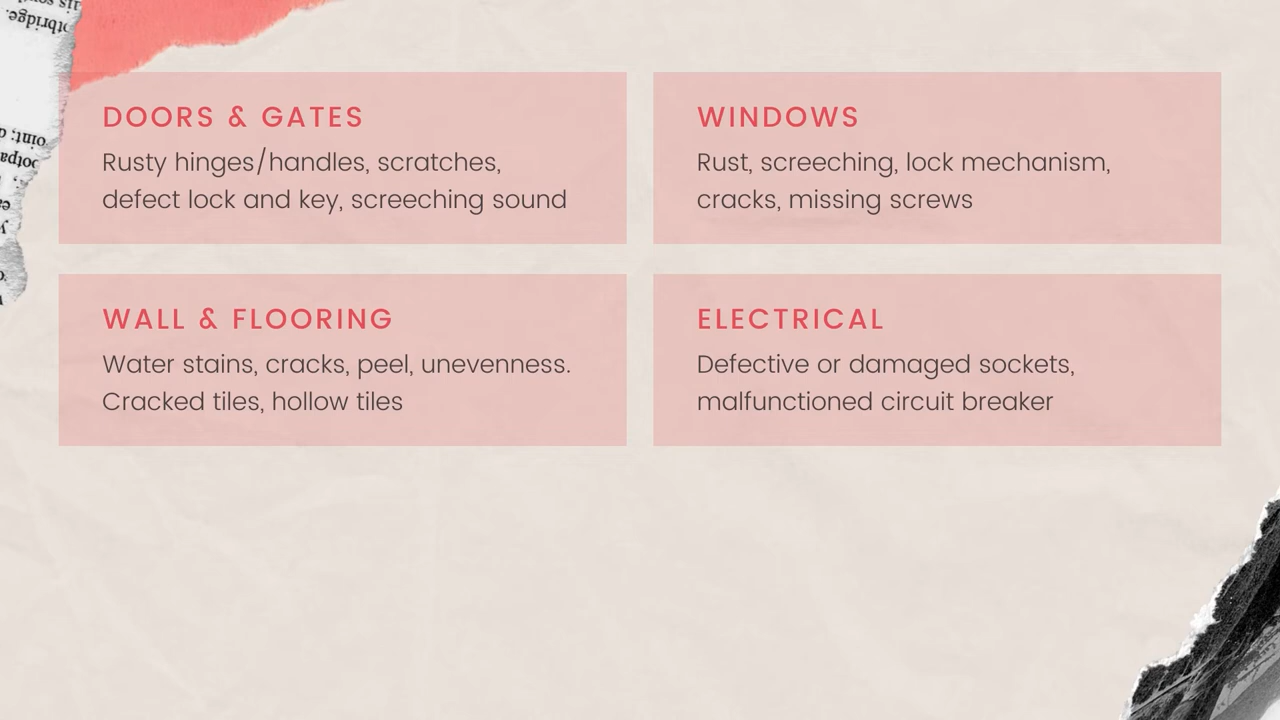 DOORS & GATES
Rusty hinges/handles, scratches,
defect lock and key, screeching sound
WINDOWS
Rust, screeching, lock mechanism,
cracks, missing screws
WALL & FLOORING
Water stains, cracks, peel, unevenness.
Cracked tiles, hollow tiles
ELECTRICAL
Defective or damaged sockets,
malfunctioned circuit breaker